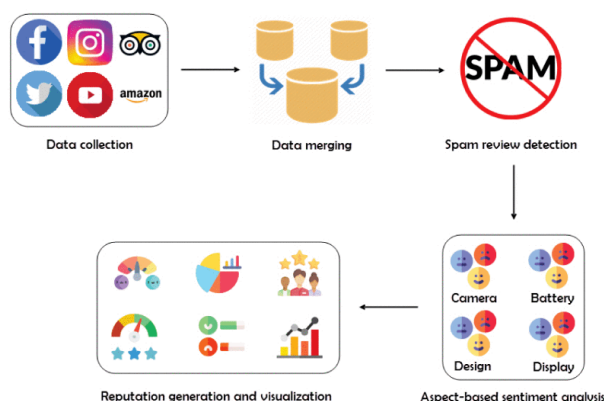 amazon
SPAM
Data collection
Data merging
Spam review detection
Camera
Battery
Design
Display
Reputation generation and visualization
Aspect-based sentiment analysis